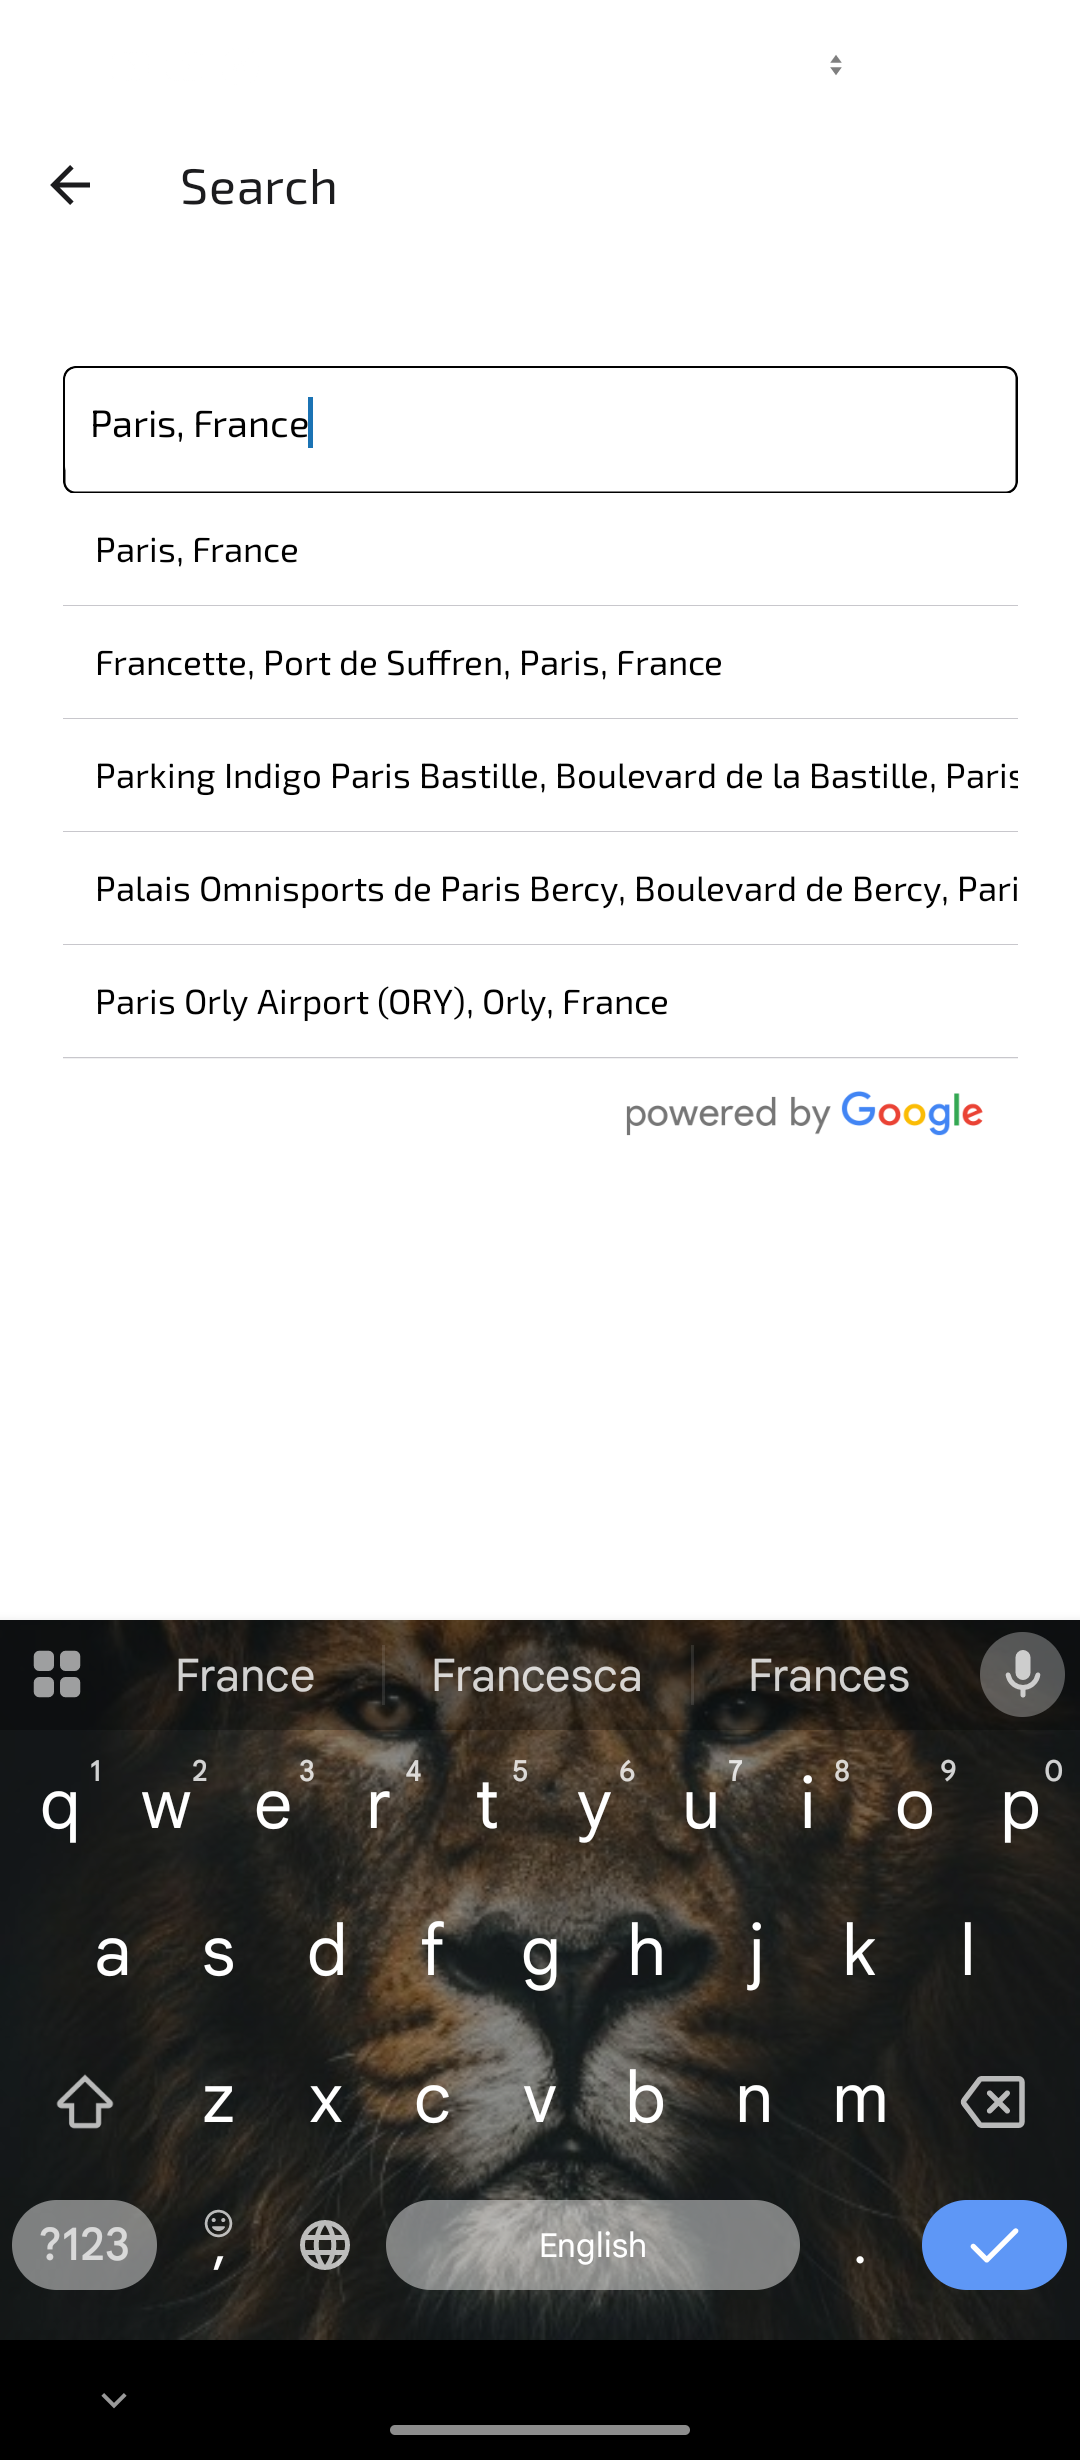 Search
Paris, France
Paris, France
Francette, Port de Suffren, Paris, France
Parking Indigo Paris Bastille, Boulevard de la Bastille, Paris
Palais Omnisports de Paris Bercy, Boulevard de Bercy, Pari
Paris Orly Airport (ORY), Orly, France
powered by Google
France Francesca Frances
1 2 3 4 5 6 7 8 9 0
q w e r t y u i o p
a s d f g h j k l
z x c v b n m
?123 , English .